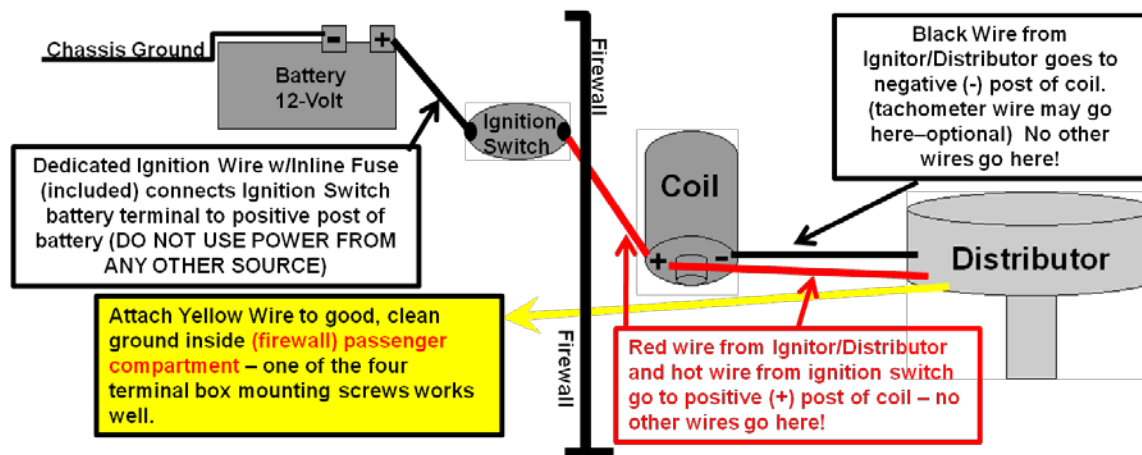 Chassis Ground
- +
Battery
12-Volt
Ignition
Switch
Firewall
Firewall
Black Wire from
Ignitor/Distributor goes to
negative (-) post of coil.
(tachometer wire may go
here–optional) No other
wires go here!
Dedicated Ignition Wire w/Inline Fuse
(included) connects Ignition Switch
battery terminal to positive post of
battery (DO NOT USE POWER FROM
ANY OTHER SOURCE)
Coil
+ -
Distributor
Attach Yellow Wire to good, clean
ground inside (firewall) passenger
compartment – one of the four
terminal box mounting screws works
well.
Red wire from Ignitor/Distributor
and hot wire from ignition switch
go to positive (+) post of coil – no
other wires go here!